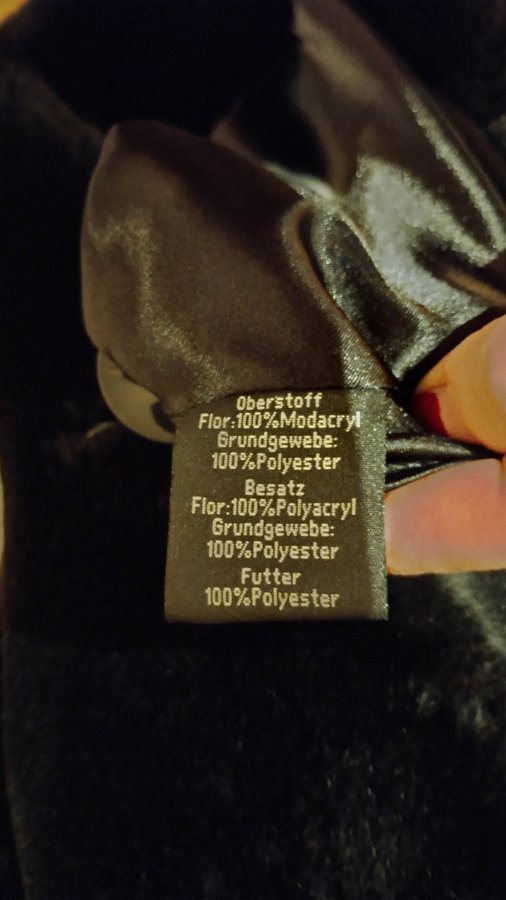 Oberstoff
Flor:100%Modacryl
Grundgewebe:
100%Polyester
Besatz
Flor:100%Polyacryl
Grundgewebe:
100%Polyester
Futter
100%Polyester